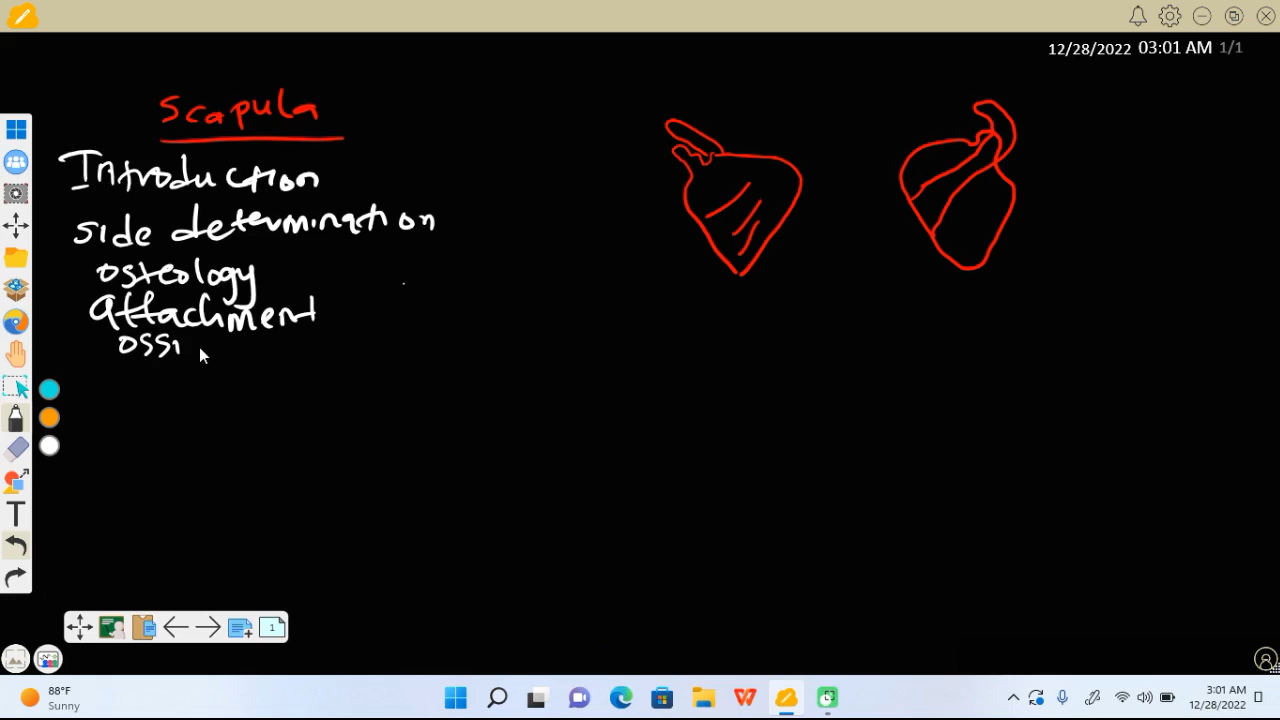 12/28/2022 03:01 AM 1/1
Scapula
Introduction
side determination
osteology
attachment
ossi
T
1
88°F
Sunny
W
3:01 AM
12/28/2022